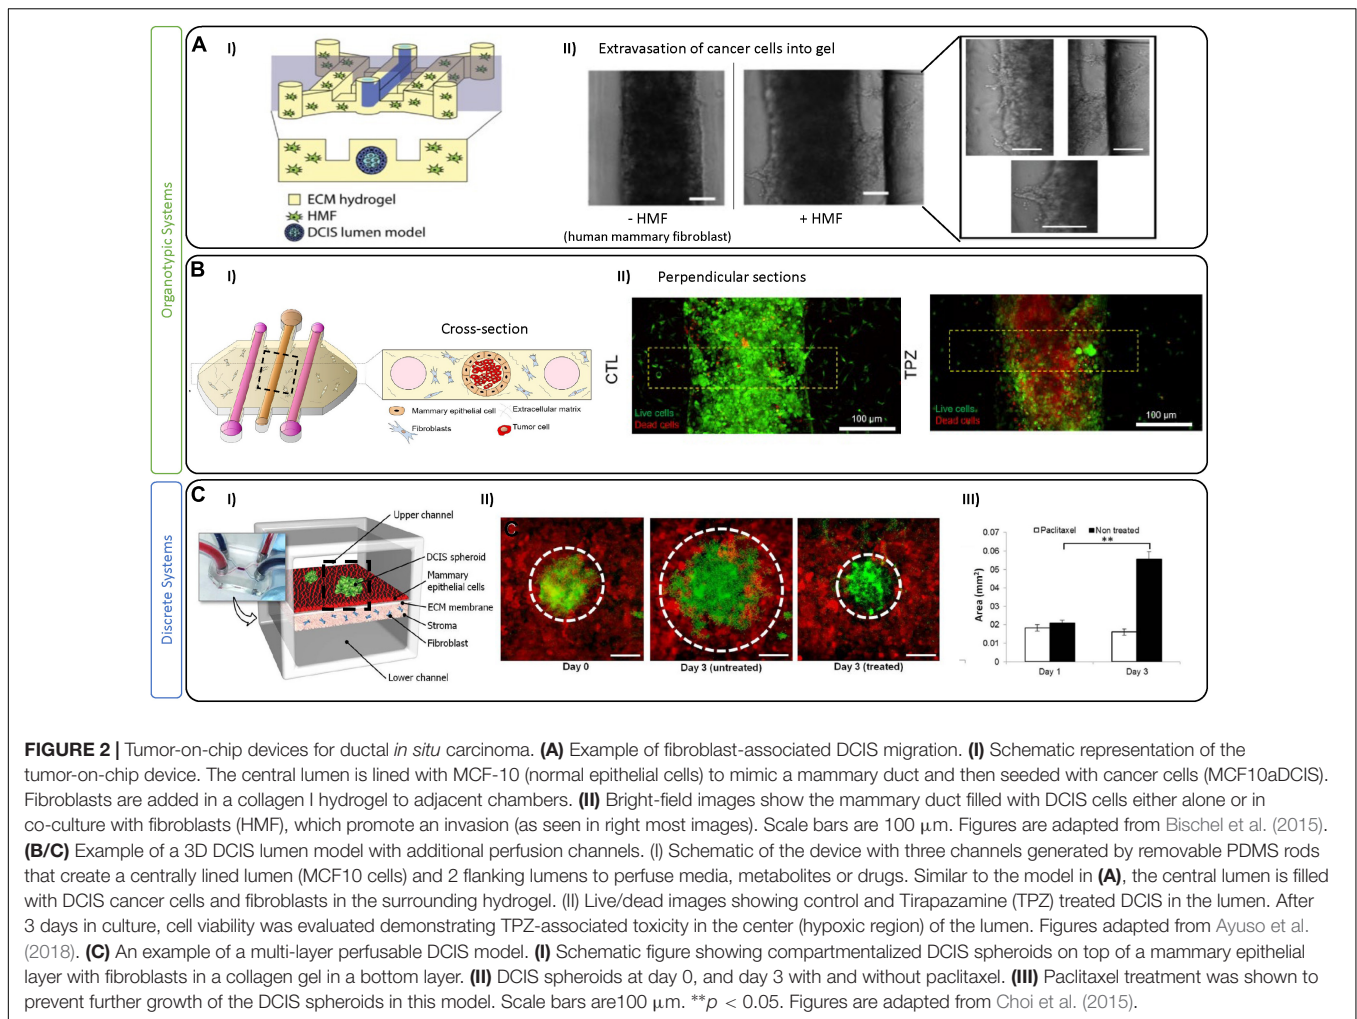 Organotypic Systems
Discrete Systems
A
I)
ECM hydrogel
HMF
DCIS lumen model
II)
Extravasation of cancer cells into gel
- HMF
(human mammary fibroblast)
+ HMF
B
I)
Cross-section
Mammary epithelial cell
Extracellular matrix
Fibroblasts
Tumor cell
II)
Perpendicular sections
CTL
Live cells
Dead cells
100 μm
TPZ
Live cells
Dead cells
100 μm
C
I)
Upper channel
DCIS spheroid
Mammary
epithelial cells
ECM membrane
Stroma
Fibroblast
Lower channel
II)
C
Day 0
Day 3 (untreated)
Day 3 (treated)
III)
Paclitaxel
Non treated
**
Area (mm²)
0.07
0.06
0.05
0.04
0.03
0.02
0.01
0
Day 1
Day 3
FIGURE 2 | Tumor-on-chip devices for ductal in situ carcinoma. (A) Example of fibroblast-associated DCIS migration. (I) Schematic representation of the
tumor-on-chip device. The central lumen is lined with MCF-10 (normal epithelial cells) to mimic a mammary duct and then seeded with cancer cells (MCF10aDCIS).
Fibroblasts are added in a collagen I hydrogel to adjacent chambers. (II) Bright-field images show the mammary duct filled with DCIS cells either alone or in
co-culture with fibroblasts (HMF), which promote an invasion (as seen in right most images). Scale bars are 100 μm. Figures are adapted from Bischel et al. (2015).
(B/C) Example of a 3D DCIS lumen model with additional perfusion channels. (I) Schematic of the device with three channels generated by removable PDMS rods
that create a centrally lined lumen (MCF10 cells) and 2 flanking lumens to perfuse media, metabolites or drugs. Similar to the model in (A), the central lumen is filled
with DCIS cancer cells and fibroblasts in the surrounding hydrogel. (II) Live/dead images showing control and Tirapazamine (TPZ) treated DCIS in the lumen. After
3 days in culture, cell viability was evaluated demonstrating TPZ-associated toxicity in the center (hypoxic region) of the lumen. Figures adapted from Ayuso et al.
(2018). (C) An example of a multi-layer perfusable DCIS model. (I) Schematic figure showing compartmentalized DCIS spheroids on top of a mammary epithelial
layer with fibroblasts in a collagen gel in a bottom layer. (II) DCIS spheroids at day 0, and day 3 with and without paclitaxel. (III) Paclitaxel treatment was shown to
prevent further growth of the DCIS spheroids in this model. Scale bars are100 μm. **p < 0.05. Figures are adapted from Choi et al. (2015).